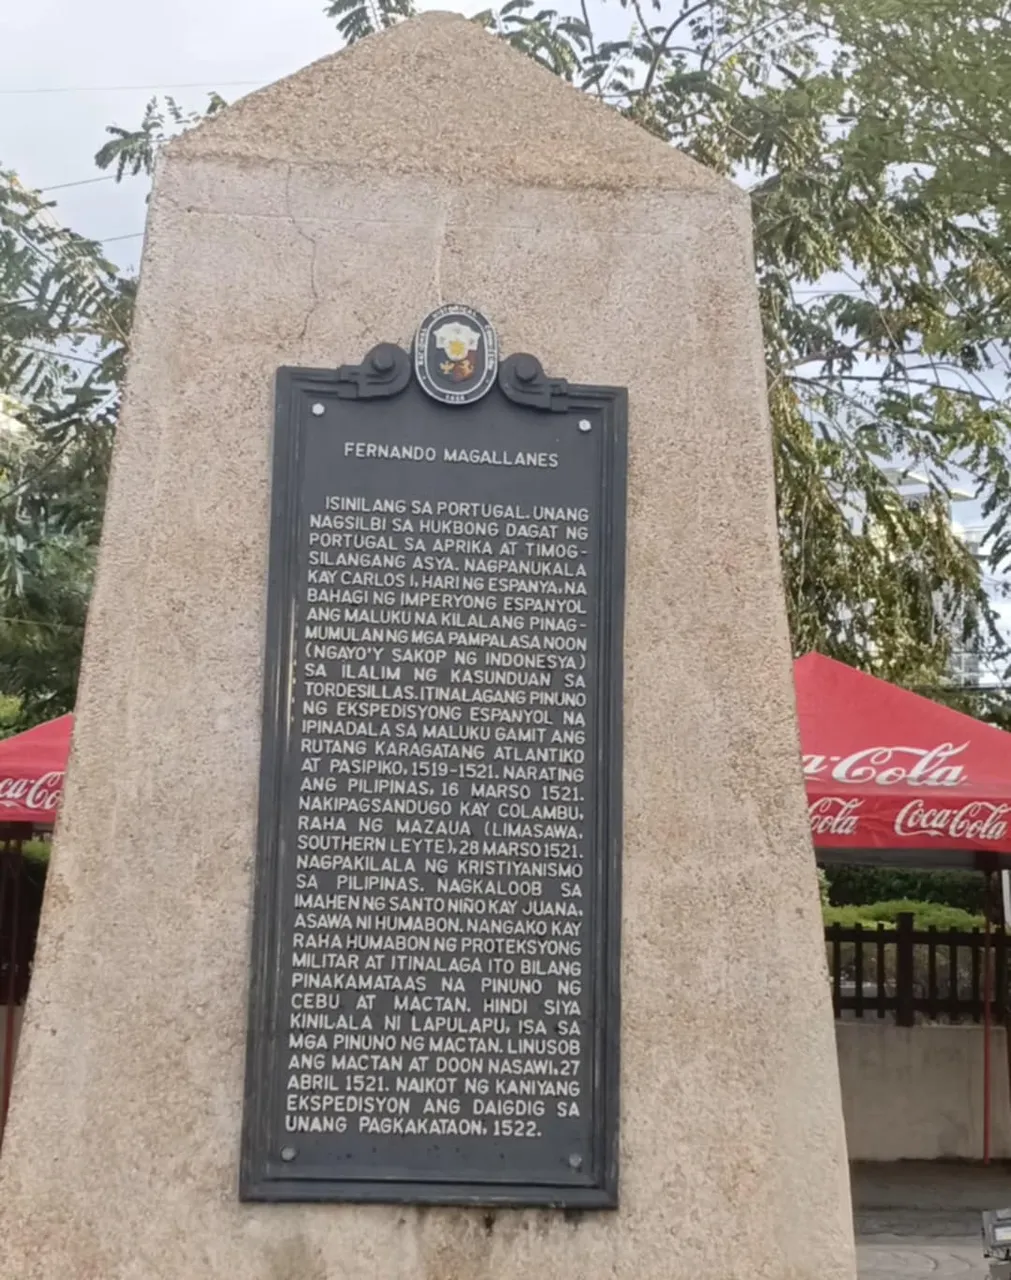 FERNANDO MAGALLANES
ISINILANG SA PORTUGAL. UNANG
NAGSILBI SA HUKBONG DAGAT NG
PORTUGAL SA APRIKA AT TIMOG-
SILANGANG ASYA. NAGPANUKALA
KAY CARLOS I, HARI NG ESPANYA, NA
BAHAGI NG IMPERYONG ESPANYOL
ANG MALUKU NA KILALANG PINAG-
MUMULAN NG MGA PAMPALASA NOON
(NGAYO'Y SAKOP NG INDONESYA)
SA ILALIM NG KASUNDUAN SA
TORDESILLAS. ITINALAGANG PINUNO
NG EKSPEDISYONG ESPANYOL NA
IPINADALA SA MALUKU GAMIT ANG
RUTANG KARAGATANG ATLANTIKO
AT PASIPIKO, 1519-1521. NARATING
ANG PILIPINAS, 16 MARSO 1521.
NAKIPAGSANDUGO KAY COLAMBU,
RAHA NG MAZAUA (LIMASAWA,
SOUTHERN LEYTE), 28 MARSO 1521.
NAGPAKILALA NG KRISTIYANISMO
SA PILIPINAS. NAGKALOOB SA
IMAHEN NG SANTO NIÑO KAY JUANA,
ASAWA NI HUMABON. NANGAKO KAY
RAHA HUMABON NG PROTEKSYONG
MILITAR AT ITINALAGA ITO BILANG
PINAKAMATAAS NA PINUNO NG
CEBU AT MACTAN. HINDI SIYA
KINILALA NI LAPULAPU, ISA SA
MGA PINUNO NG MACTAN. LINUSOB
ANG MACTAN AT DOON NASAWI, 27
ABRIL 1521. NAIKOT NG KANIYANG
EKSPEDISYON ANG DAIGDIG SA
UNANG PAGKAKATAON, 1522.
ca-Cola
Coca-Cola
Coca-Cola
Coca-Cola